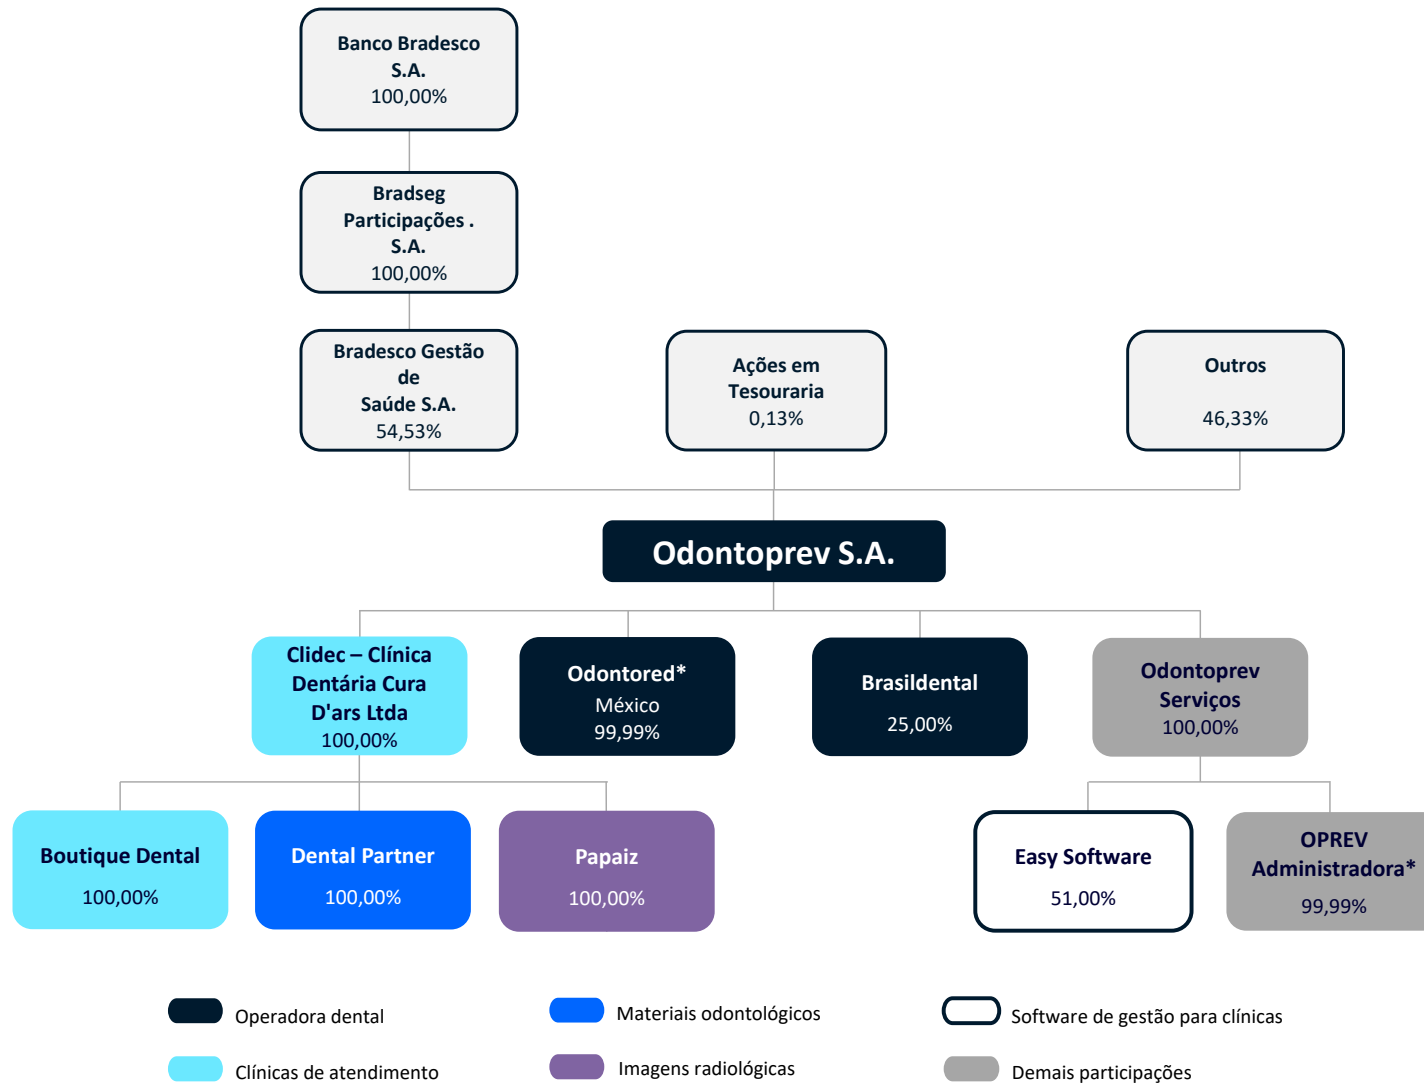 Banco Bradesco
S.A.
100,00%
Bradseg
Participações .
S.A.
100,00%
Bradesco Gestão
de
Saúde S.A.
54,53%
Ações em
Tesouraria
0,13%
Outros
46,33%
Odontoprev S.A.
Clidec – Clínica
Dentária Cura
D'ars Ltda
100,00%
Odontored*
México
99,99%
Brasildental
25,00%
Odontoprev
Serviços
100,00%
Boutique Dental
100,00%
Dental Partner
100,00%
Papaiz
100,00%
Easy Software
51,00%
OPREV
Administradora*
99,99%
Operadora dental
Materiais odontológicos
Software de gestão para clínicas
Clínicas de atendimento
Imagens radiológicas
Demais participações